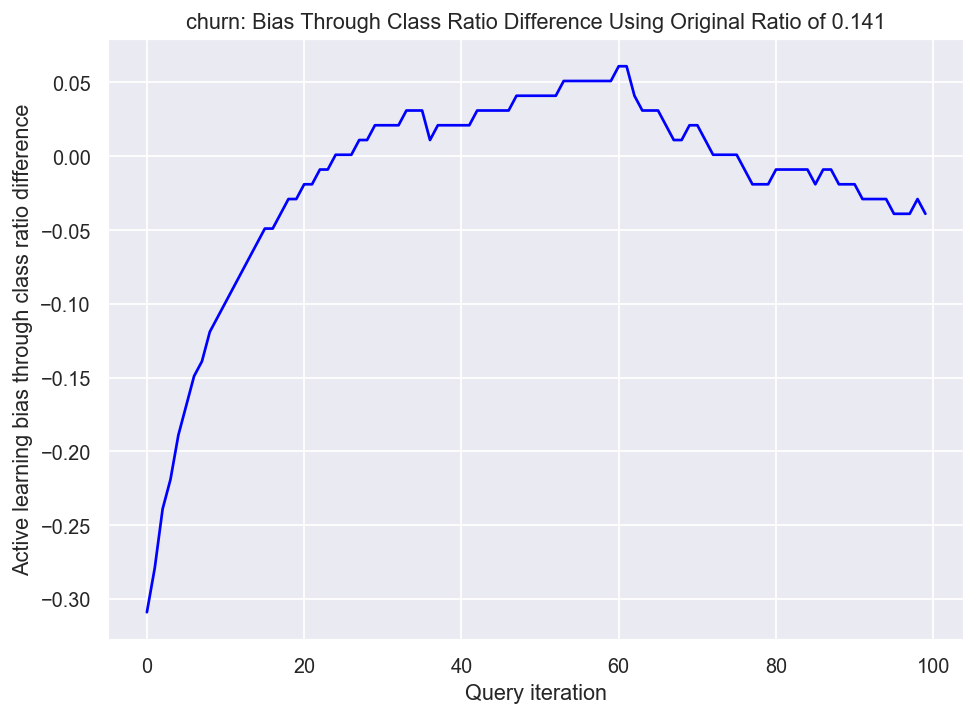 churn: Bias Through Class Ratio Difference Using Original Ratio of 0.141
Active learning bias through class ratio difference
0.05
0.00
−0.05
−0.10
−0.15
−0.20
−0.25
−0.30
0 20 40 60 80 100
Query iteration